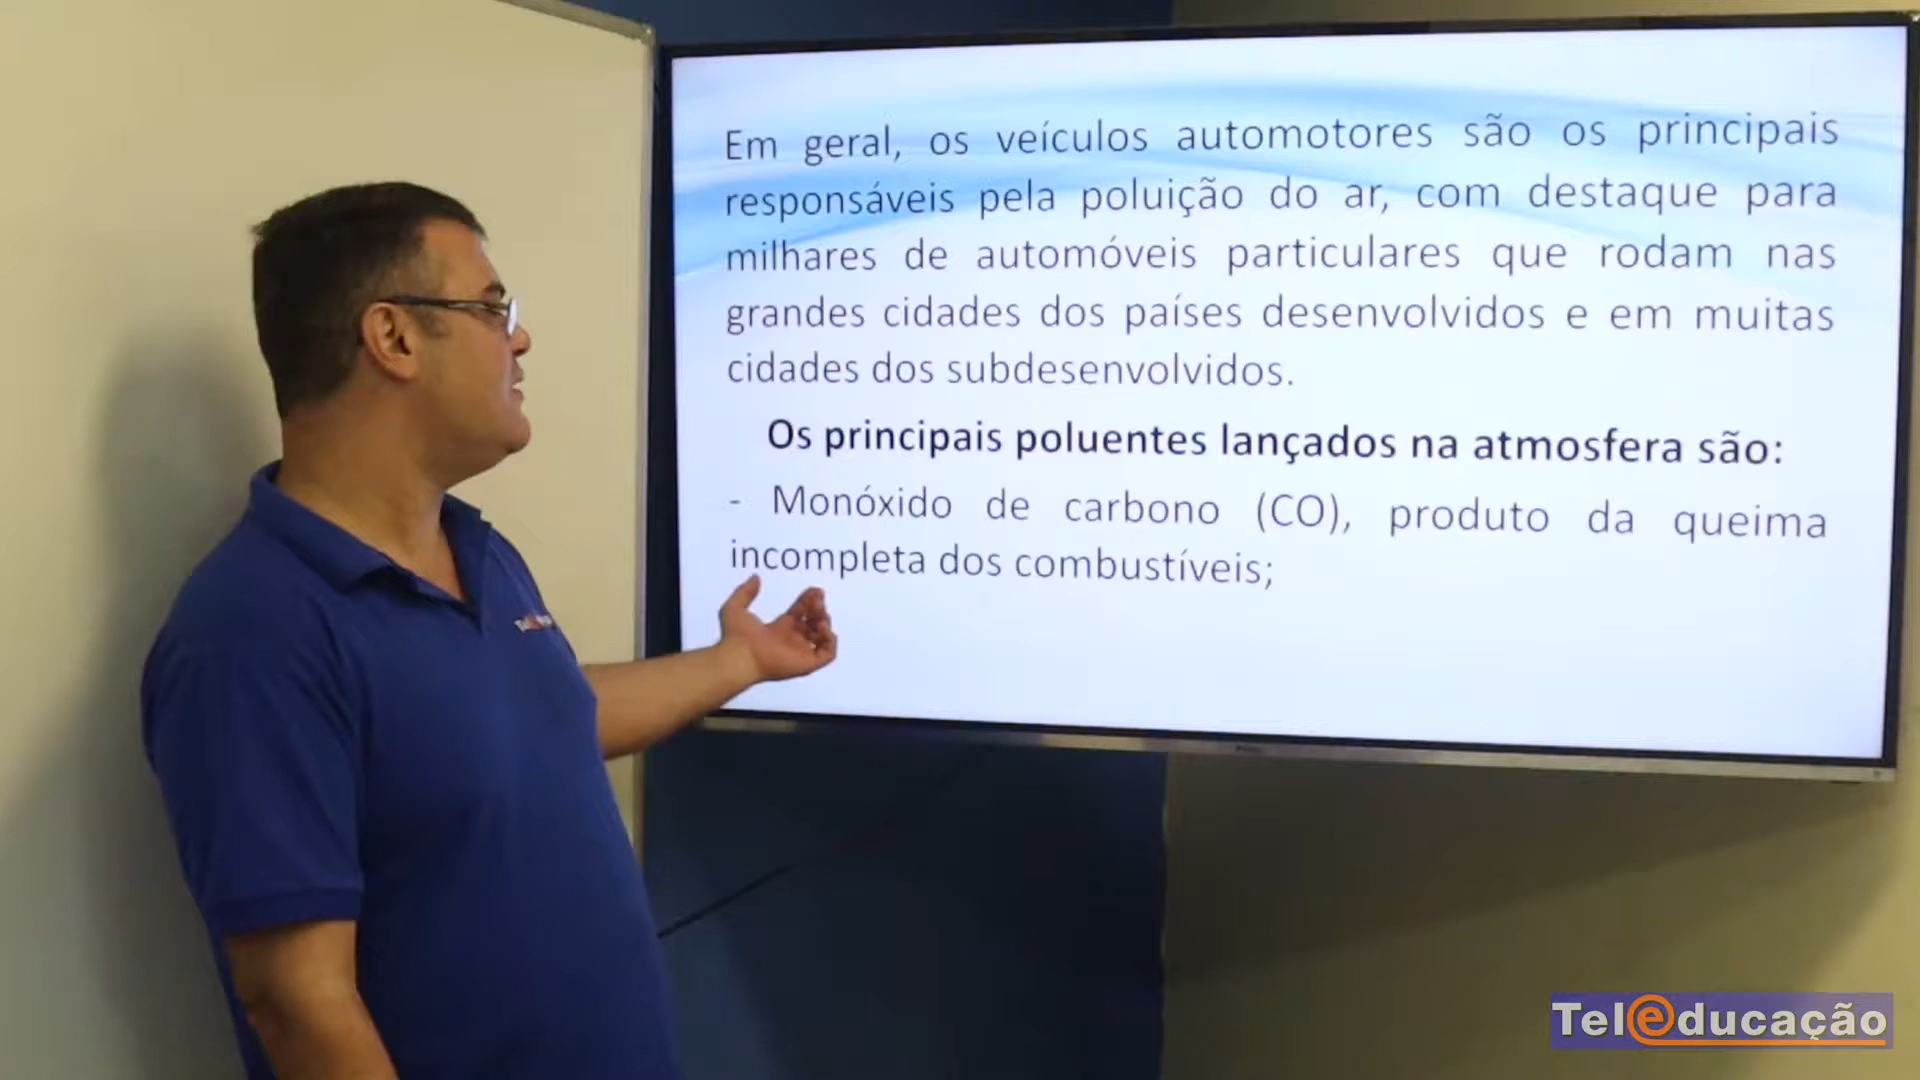 Em geral, os veículos automotores são os principais
responsáveis pela poluição do ar, com destaque para
milhares de automóveis particulares que rodam nas
grandes cidades dos países desenvolvidos e em muitas
cidades dos subdesenvolvidos.
Os principais poluentes lançados na atmosfera são:
- Monóxido de carbono (CO), produto da queima
incompleta dos combustíveis;
Teleducação